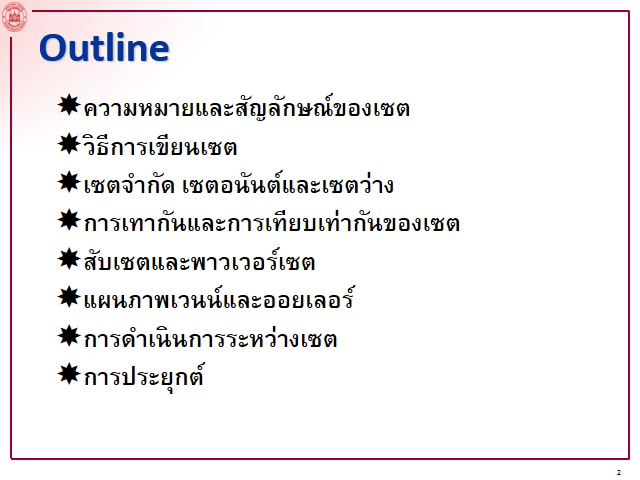 Outline
ความหมายและสัญลักษณ์ของเซต
วิธีการเขียนเซต
เซตจำกัด เซตอนันต์และเซตว่าง
การเทากันและการเทียบเท่ากันของเซต
สับเซตและพาวเวอร์เซต
แผนภาพเวนน์และออยเลอร์
การดำเนินการระหว่างเซต
การประยุกต์
2